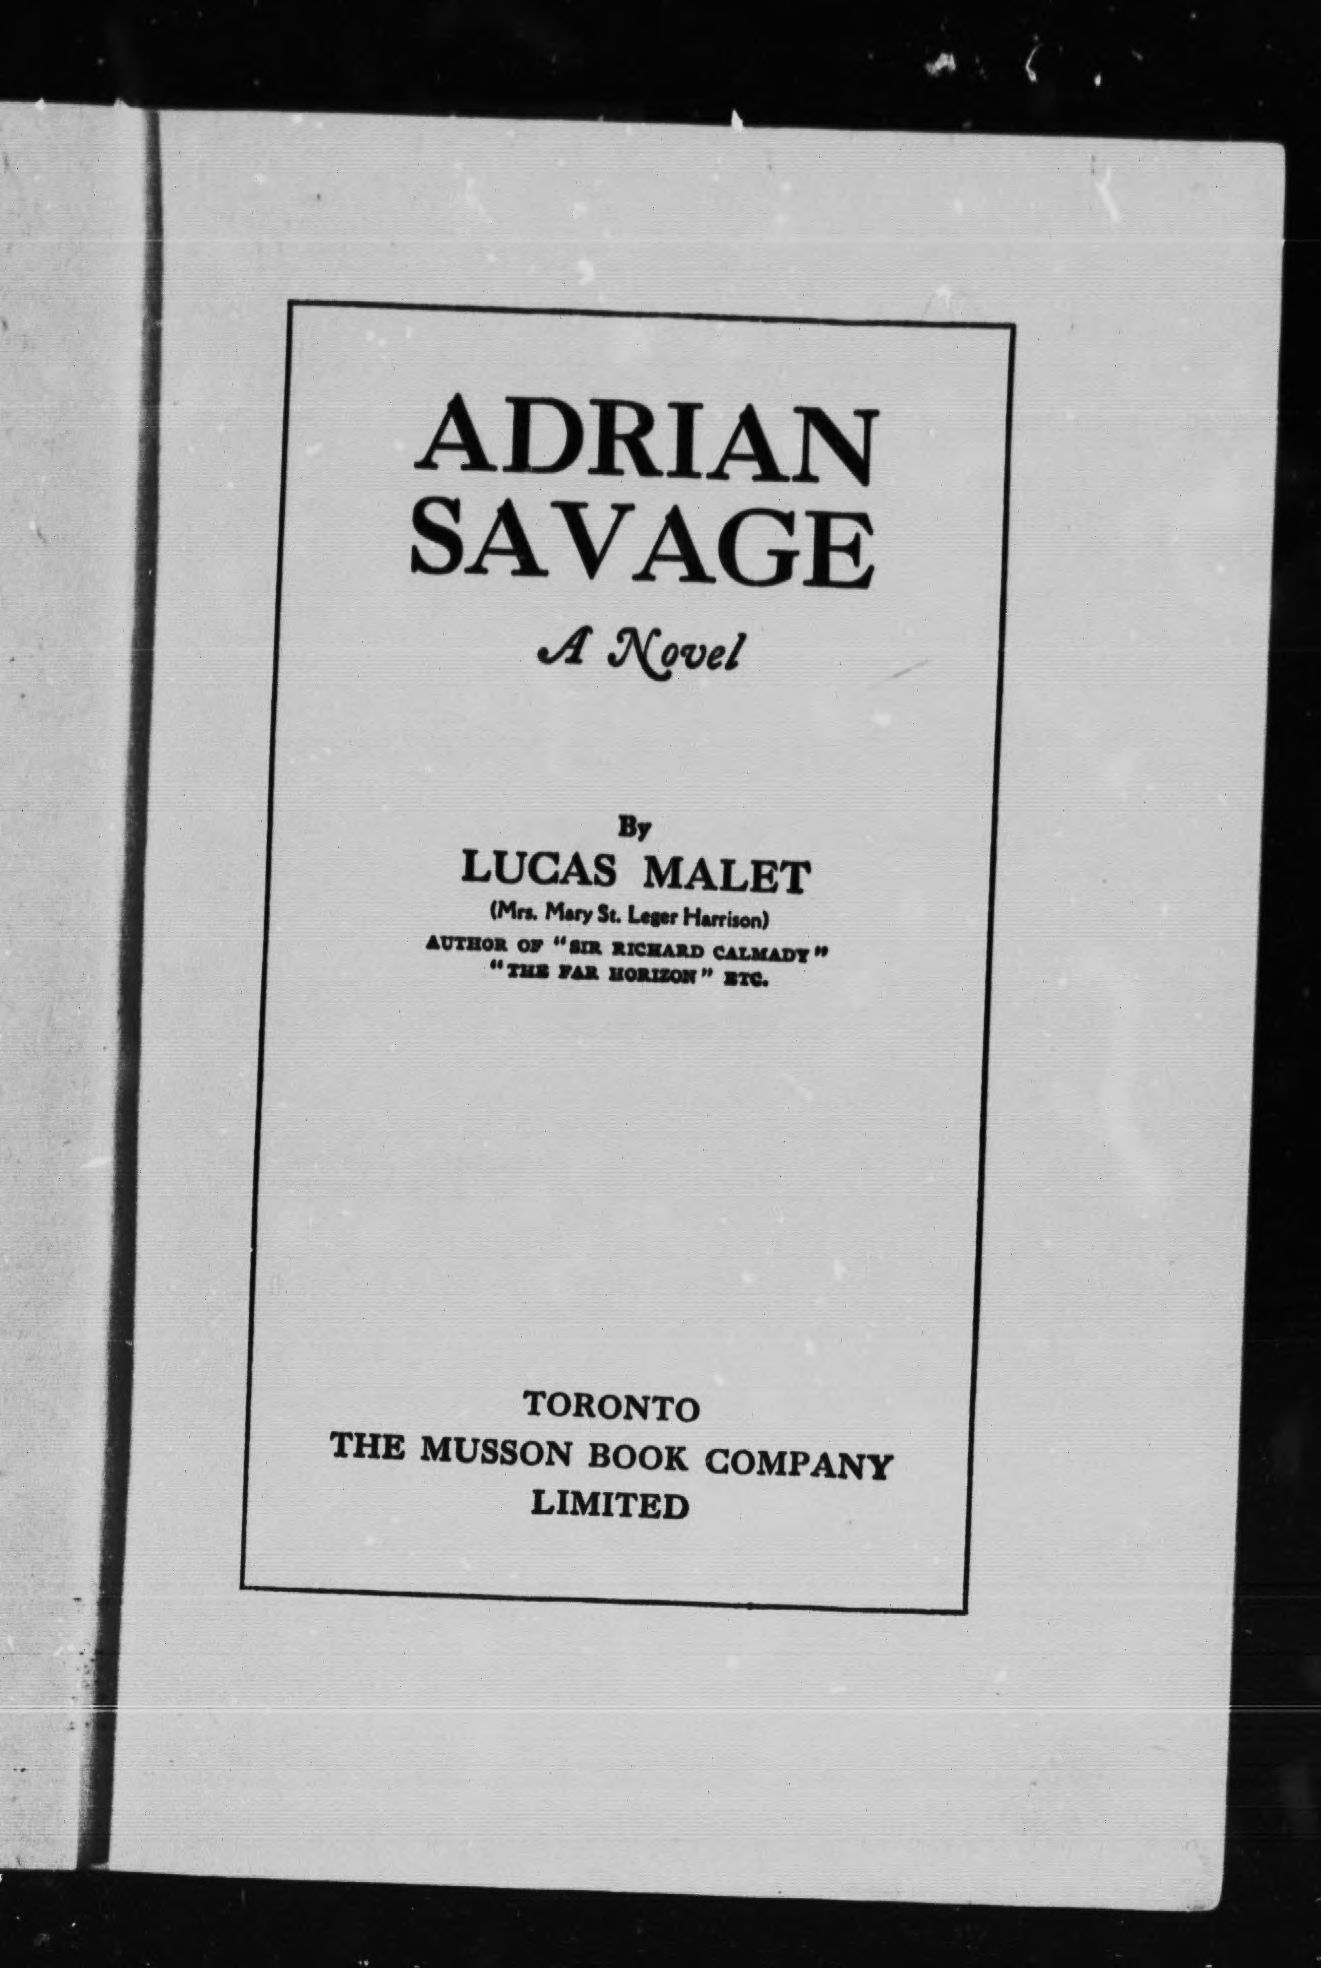 ADRIAN
SAVAGE
A Novel
By
LUCAS MALET
(Mrs. Mary St. Leger Harrison)
AUTHOR OF "SIR RICHARD CALMADY"
"THE FAR HORIZON" ETC.
TORONTO
THE MUSSON BOOK COMPANY
LIMITED